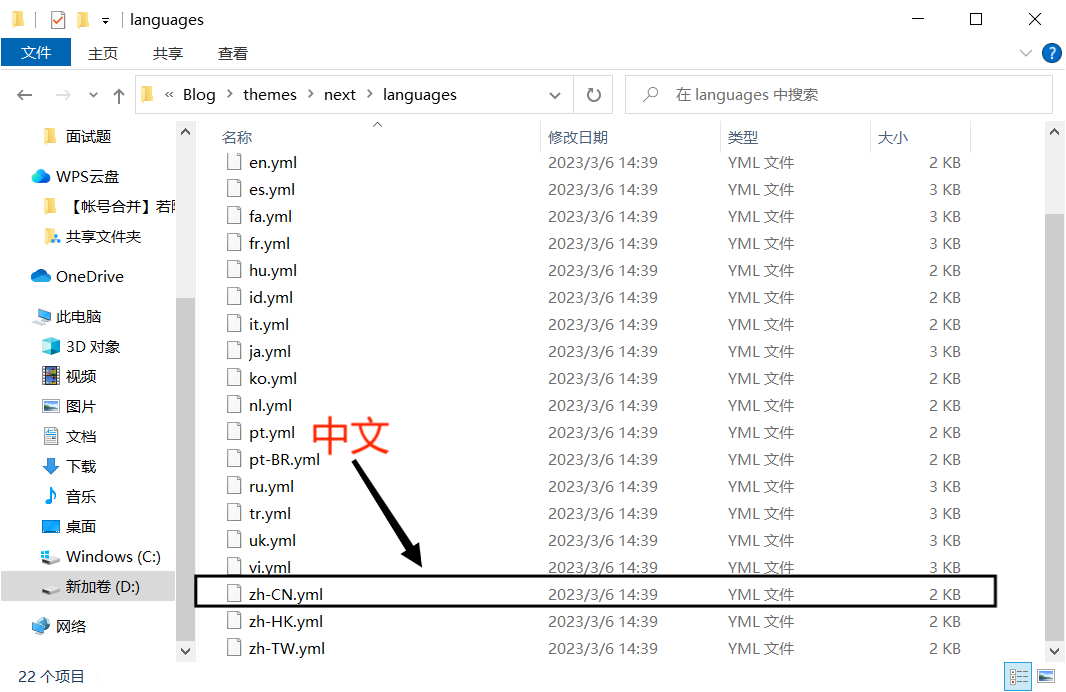 languages
文件 主页 共享 查看
« Blog › themes › next › languages 在 languages 中搜索
名称 修改日期 类型 大小
面试题
WPS云盘
共享文件夹
OneDrive
此电脑
3D 对象
视频
图片
文档
下载
音乐
桌面
Windows (C:)
新加卷 (D:)
网络
en.yml 2023/3/6 14:39 YML 文件 2 KB
es.yml 2023/3/6 14:39 YML 文件 3 KB
fa.yml 2023/3/6 14:39 YML 文件 3 KB
fr.yml 2023/3/6 14:39 YML 文件 3 KB
hu.yml 2023/3/6 14:39 YML 文件 2 KB
id.yml 2023/3/6 14:39 YML 文件 2 KB
it.yml 2023/3/6 14:39 YML 文件 2 KB
ja.yml 2023/3/6 14:39 YML 文件 3 KB
ko.yml 2023/3/6 14:39 YML 文件 2 KB
nl.yml 2023/3/6 14:39 YML 文件 2 KB
pt.yml 2023/3/6 14:39 YML 文件 2 KB
中文
pt-BR.yml 2023/3/6 14:39 YML 文件 2 KB
ru.yml 2023/3/6 14:39 YML 文件 3 KB
tr.yml 2023/3/6 14:39 YML 文件 3 KB
uk.yml 2023/3/6 14:39 YML 文件 3 KB
vi.yml 2023/3/6 14:39 YML 文件 3 KB
zh-CN.yml 2023/3/6 14:39 YML 文件 2 KB
zh-HK.yml 2023/3/6 14:39 YML 文件 2 KB
zh-TW.yml 2023/3/6 14:39 YML 文件 2 KB
22 个项目